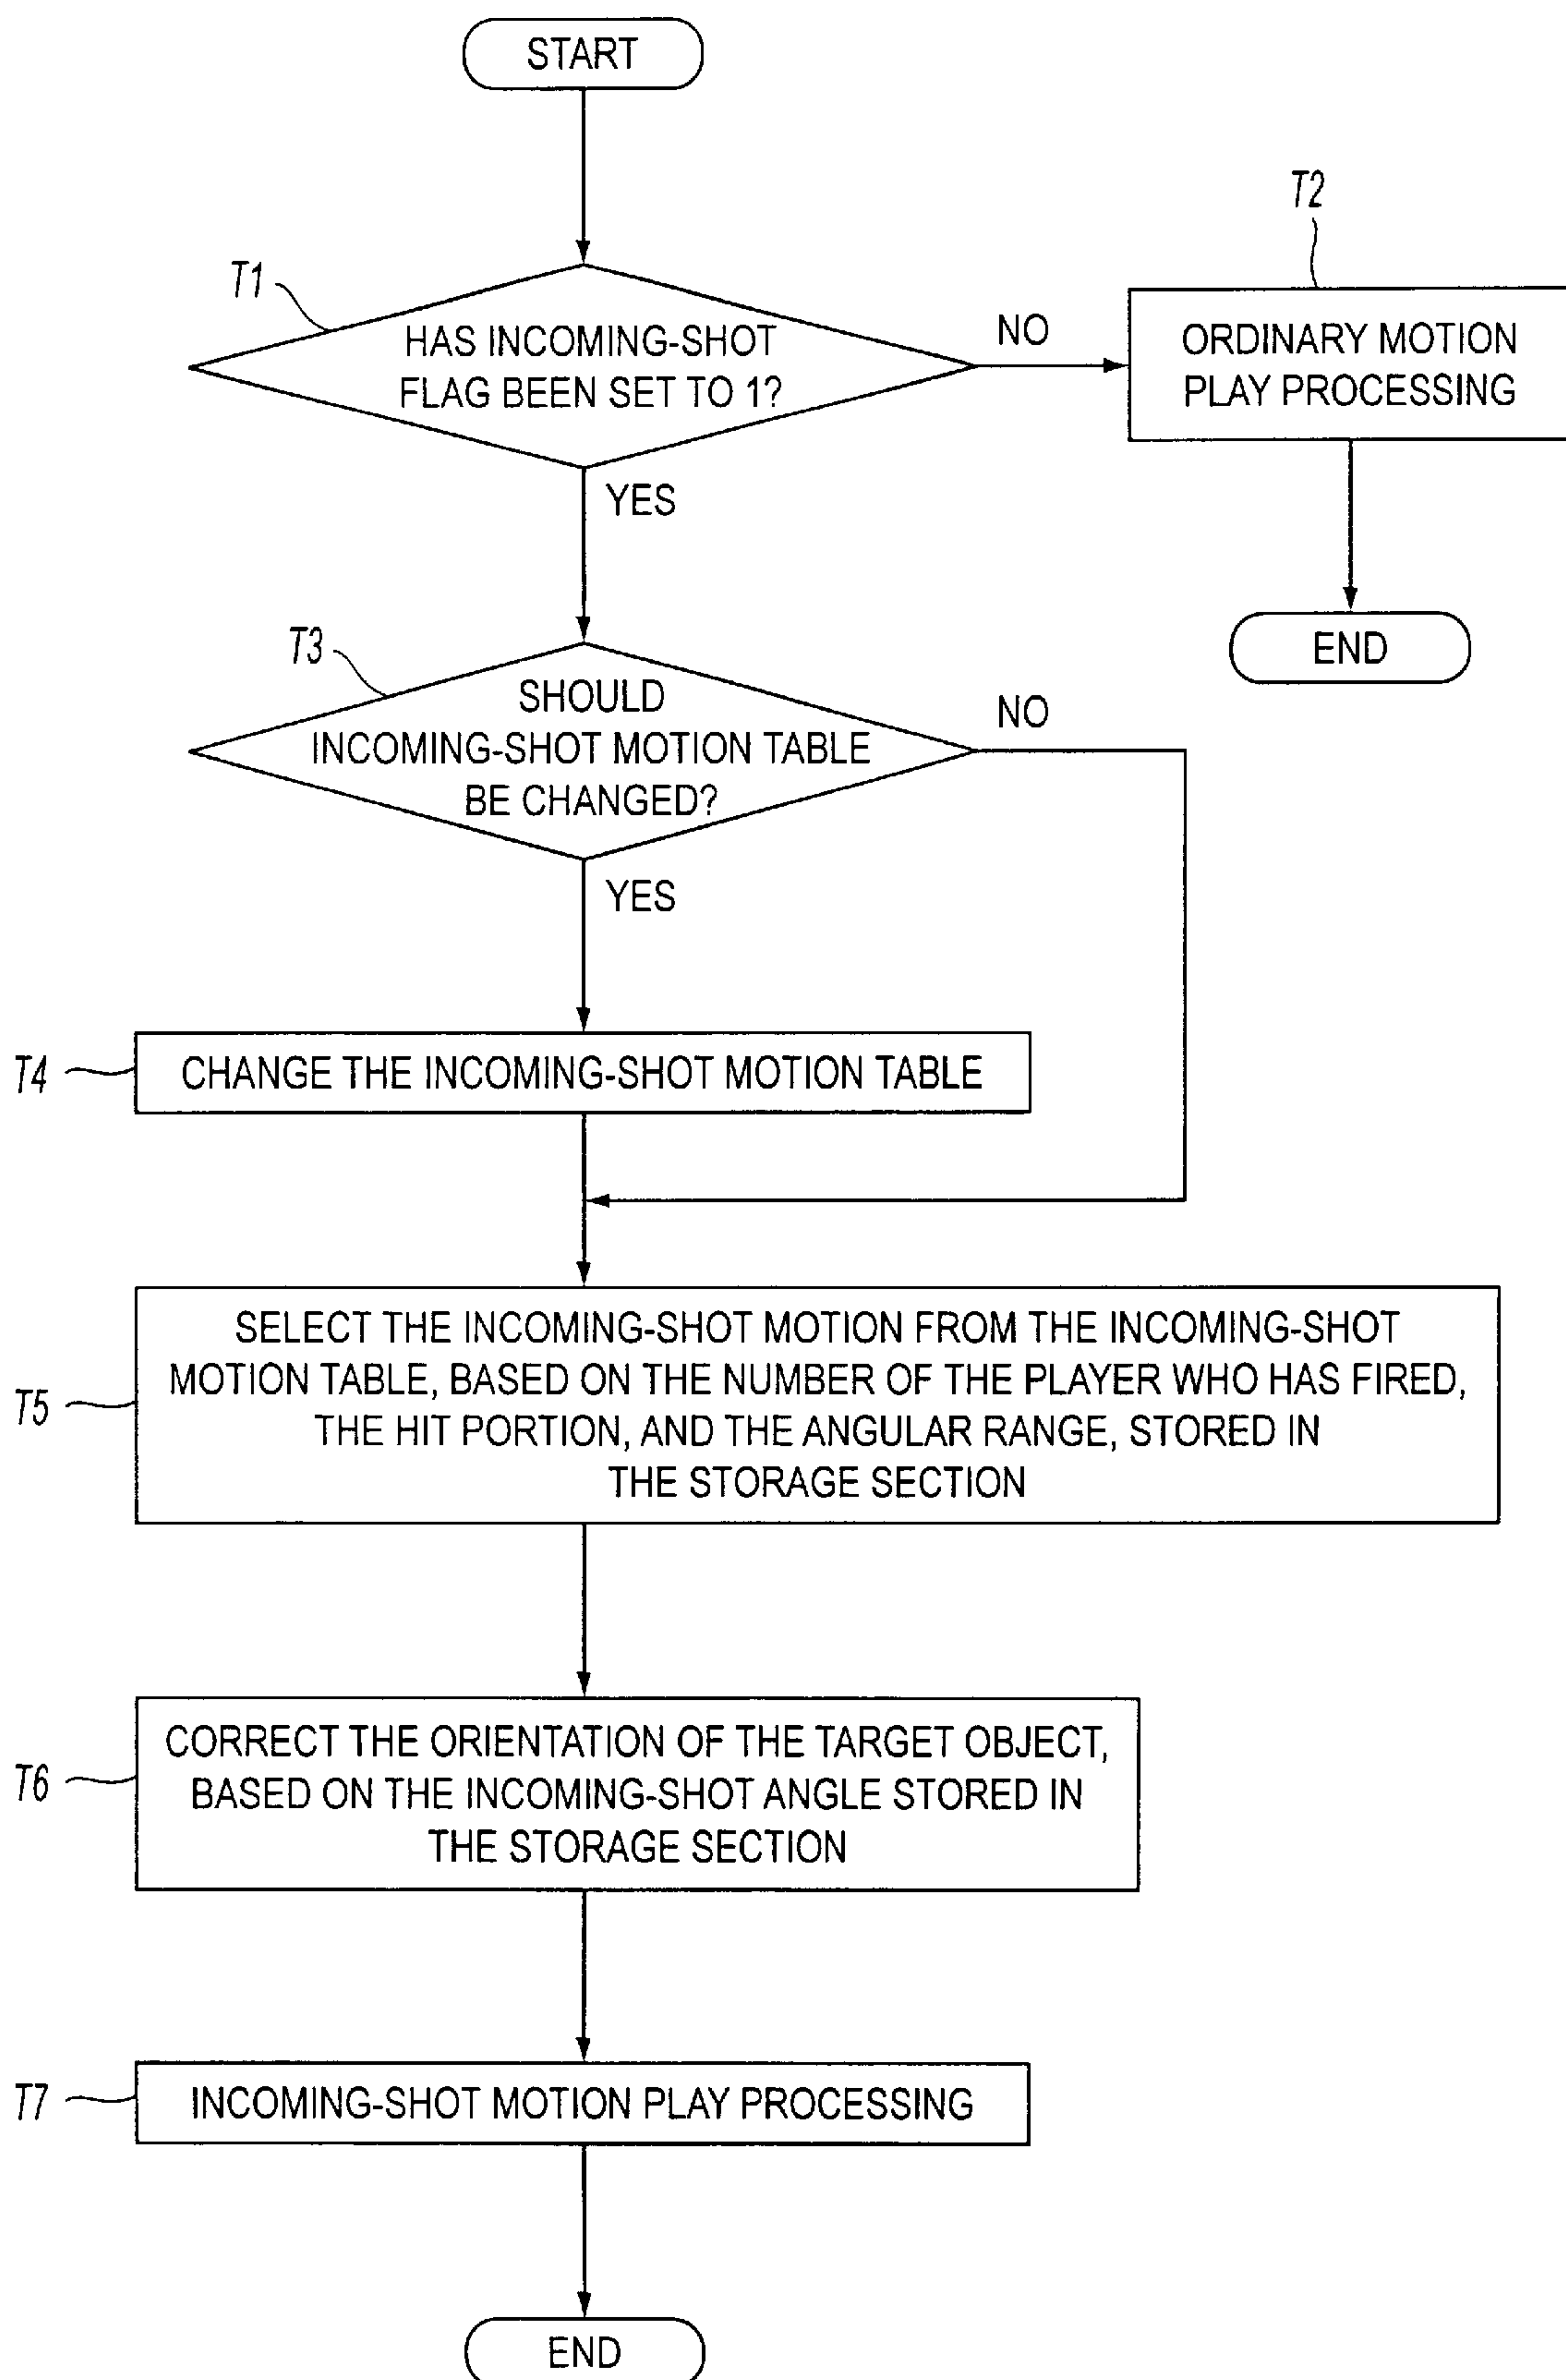 START
T2
T1
HAS INCOMING-SHOT
FLAG BEEN SET TO 1?
NO
ORDINARY MOTION
PLAY PROCESSING
YES
END
T3
SHOULD
INCOMING-SHOT MOTION TABLE
BE CHANGED?
NO
YES
T4
CHANGE THE INCOMING-SHOT MOTION TABLE
T5
SELECT THE INCOMING-SHOT MOTION FROM THE INCOMING-SHOT
MOTION TABLE, BASED ON THE NUMBER OF THE PLAYER WHO HAS FIRED,
THE HIT PORTION, AND THE ANGULAR RANGE, STORED IN
THE STORAGE SECTION
T6
CORRECT THE ORIENTATION OF THE TARGET OBJECT,
BASED ON THE INCOMING-SHOT ANGLE STORED IN
THE STORAGE SECTION
T7
INCOMING-SHOT MOTION PLAY PROCESSING
END